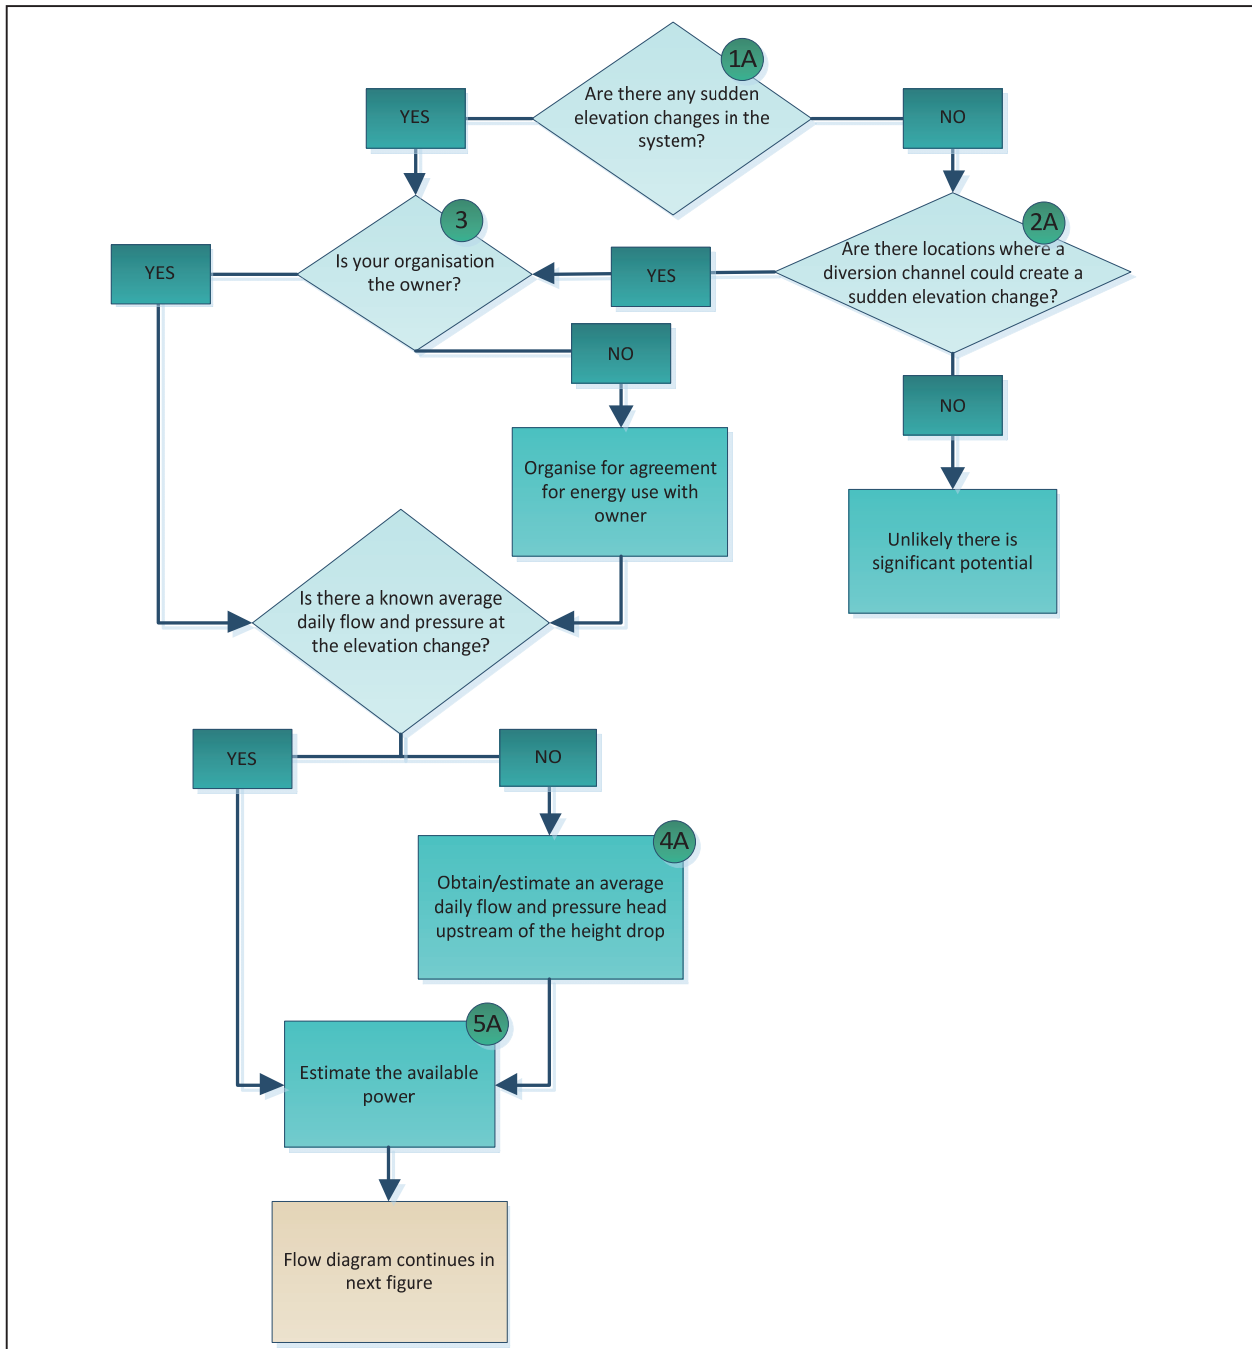 1A
Are there any sudden
elevation changes in the
system?
YES
NO
3
Is your organisation
the owner?
2A
Are there locations where a
diversion channel could create a
sudden elevation change?
YES
YES
NO
NO
Organise for agreement
for energy use with
owner
Unlikely there is
significant potential
Is there a known average
daily flow and pressure at
the elevation change?
YES
NO
4A
Obtain/estimate an average
daily flow and pressure head
upstream of the height drop
5A
Estimate the available
power
Flow diagram continues in
next figure